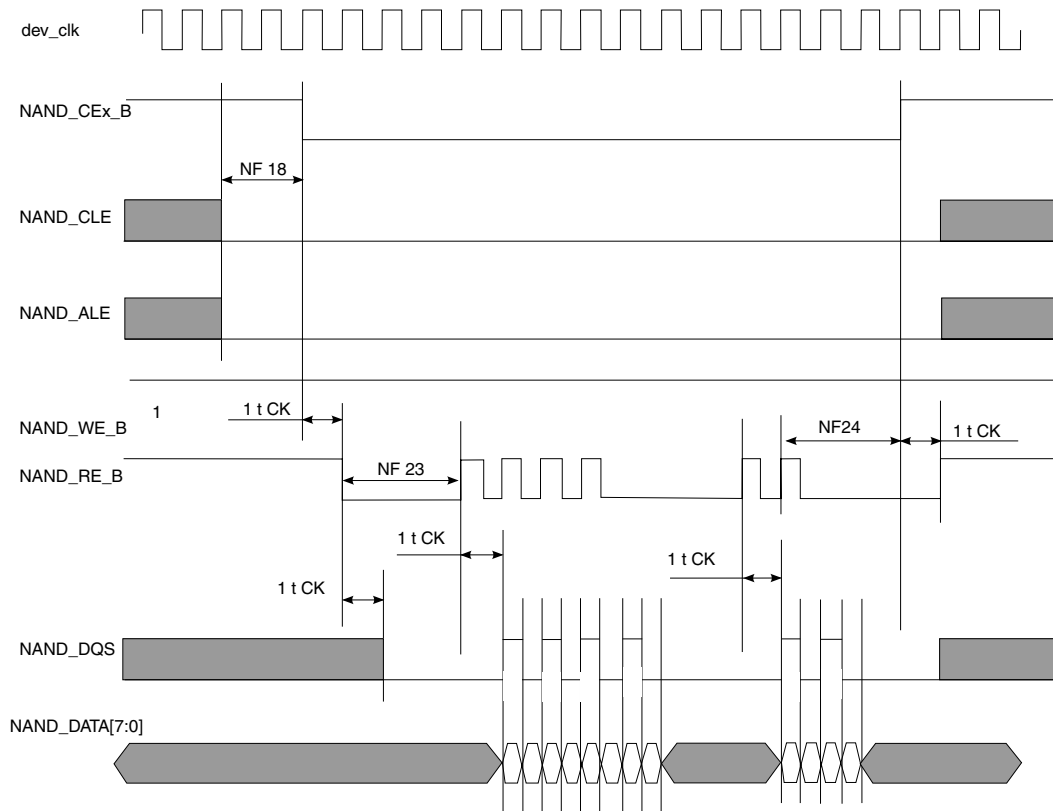 dev_clk
NAND_CEx_B
NF 18
NAND_CLE
NAND_ALE
1
1 t CK
NAND_WE_B
NF24
1 t CK
NAND_RE_B
NF 23
1 t CK
1 t CK
1 t CK
NAND_DQS
NAND_DATA[7:0]